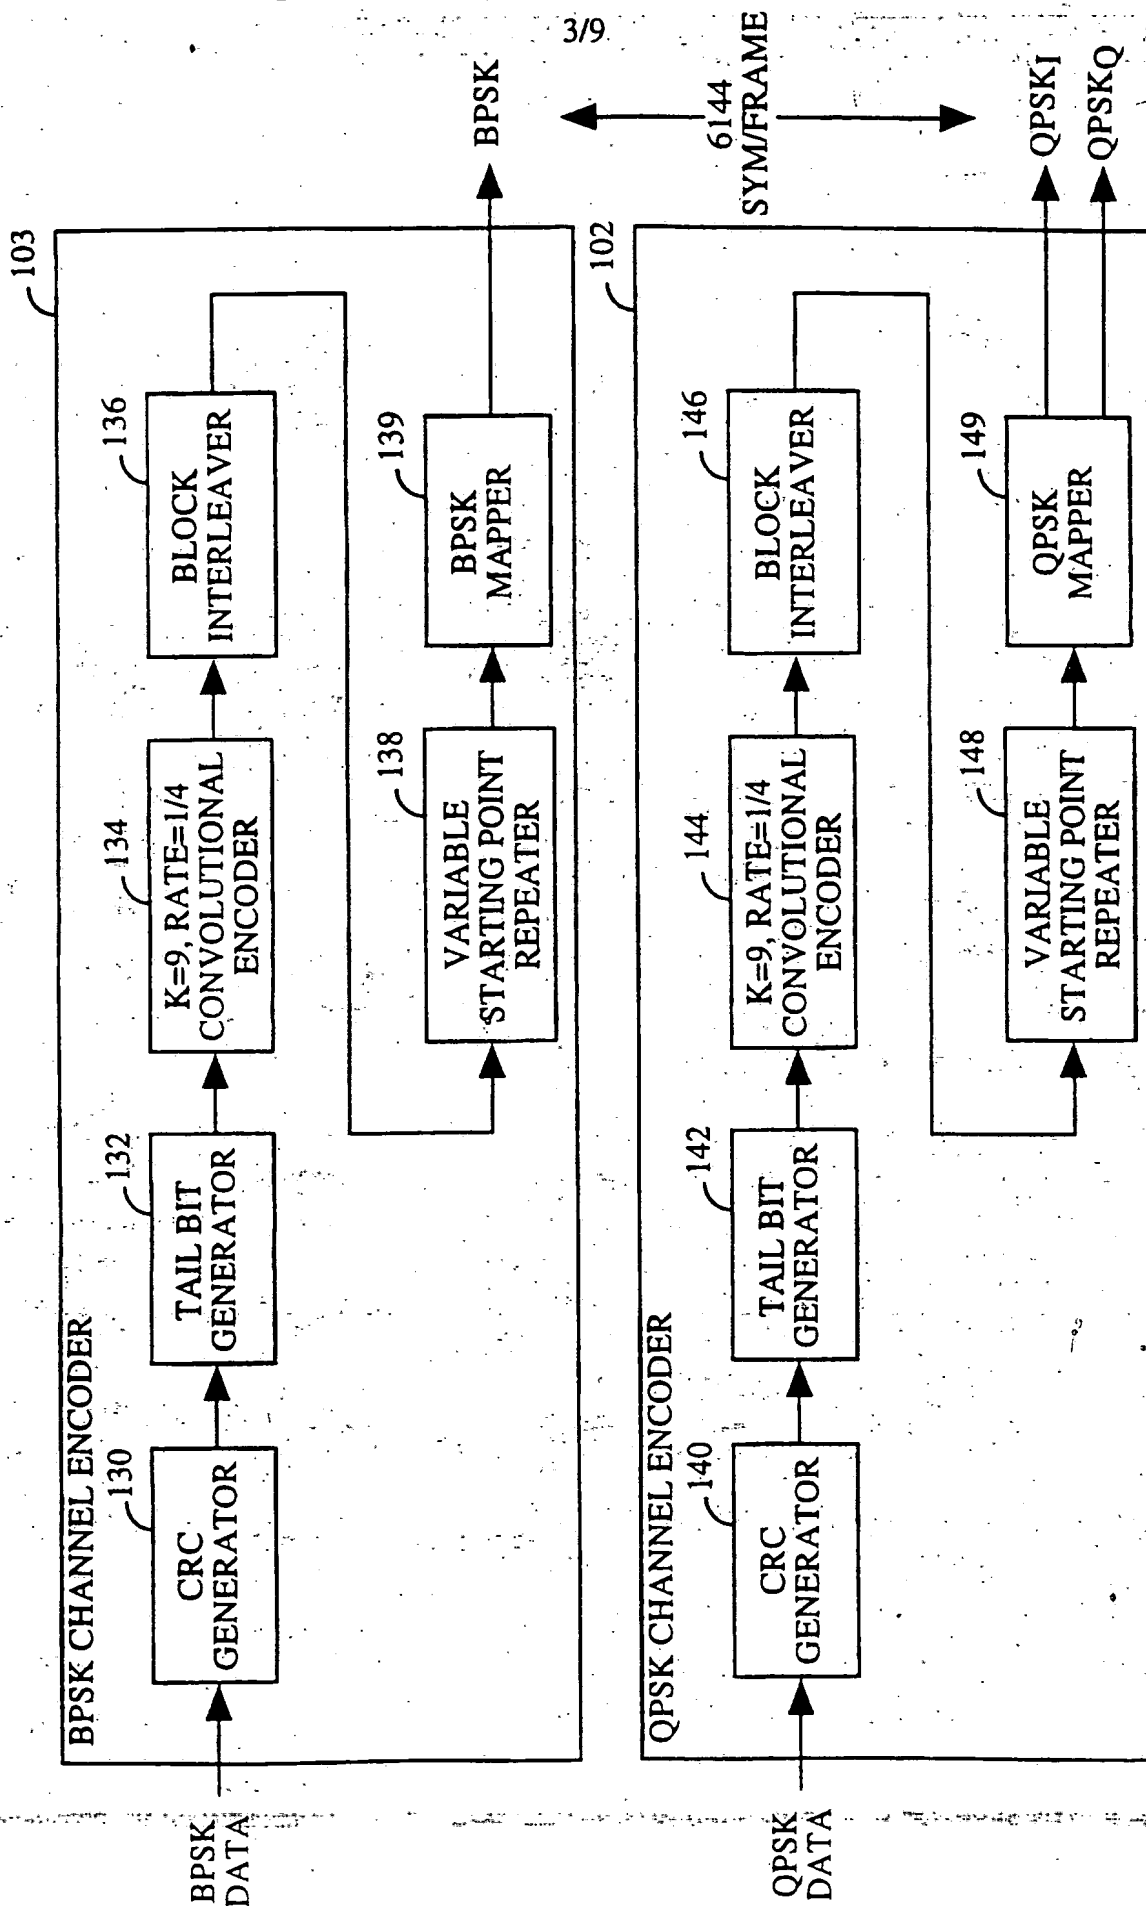 3/9
103
BPSK CHANNEL ENCODER
BPSK
DATA
130
CRC
GENERATOR
132
TAIL BIT
GENERATOR
134
K=9, RATE=1/4
CONVOLUTIONAL
ENCODER
136
BLOCK
INTERLEAVER
138
VARIABLE
STARTING POINT
REPEATER
139
BPSK
MAPPER
BPSK
6144
SYM/FRAME
102
QPSK CHANNEL ENCODER
QPSK
DATA
140
CRC
GENERATOR
142
TAIL BIT
GENERATOR
144
K=9, RATE=1/4
CONVOLUTIONAL
ENCODER
146
BLOCK
INTERLEAVER
148
VARIABLE
STARTING POINT
REPEATER
149
QPSK
MAPPER
QPSKI
QPSKQ